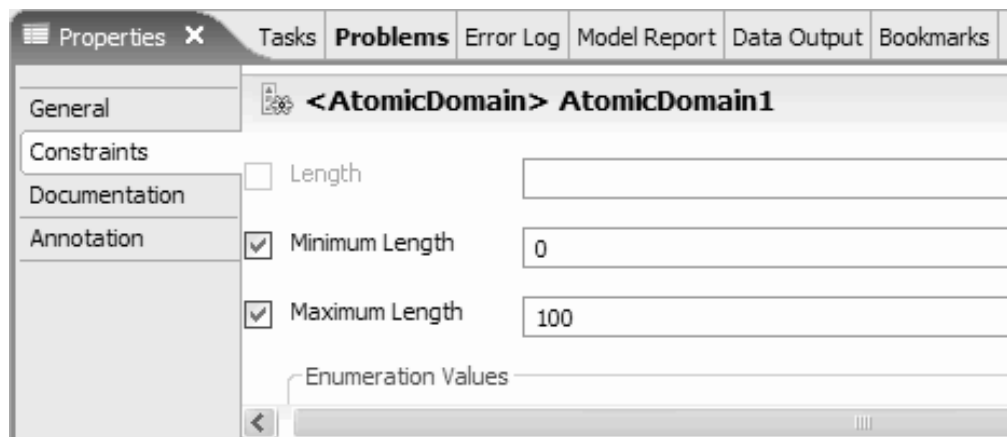 Properties Tasks Problems Error Log Model Report Data Output Bookmarks
<AtomicDomain> AtomicDomain1
General
Constraints
Documentation
Annotation
Length
Minimum Length 0
Maximum Length 100
Enumeration Values